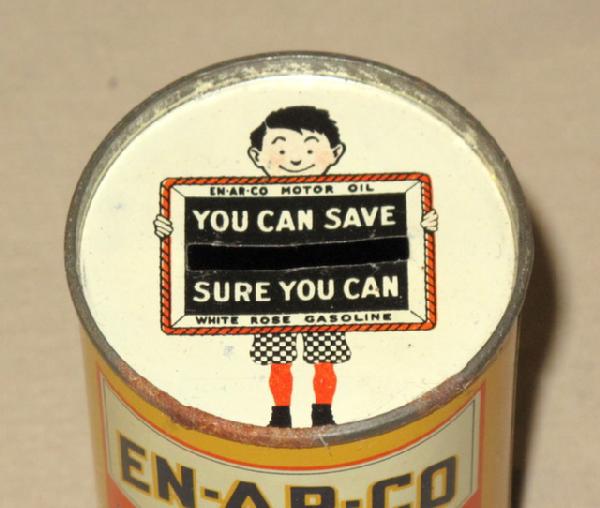 EN·AR·CO MOTOR OIL
YOU CAN SAVE
SURE YOU CAN
WHITE ROSE GASOLINE
EN-AR-CO